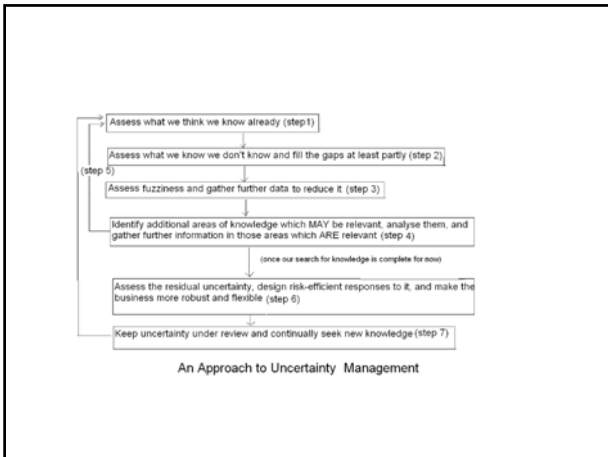 Assess what we think we know already (step1)
Assess what we know we don't know and fill the gaps at least partly (step 2)
(step 5)
Assess fuzziness and gather further data to reduce it (step 3)
Identify additional areas of knowledge which MAY be relevant, analyse them, and
gather further information in those areas which ARE relevant (step 4)
(once our search for knowledge is complete for now)
Assess the residual uncertainty, design risk-efficient responses to it, and make the
business more robust and flexible (step 6)
Keep uncertainty under review and continually seek new knowledge (step 7)
An Approach to Uncertainty Management